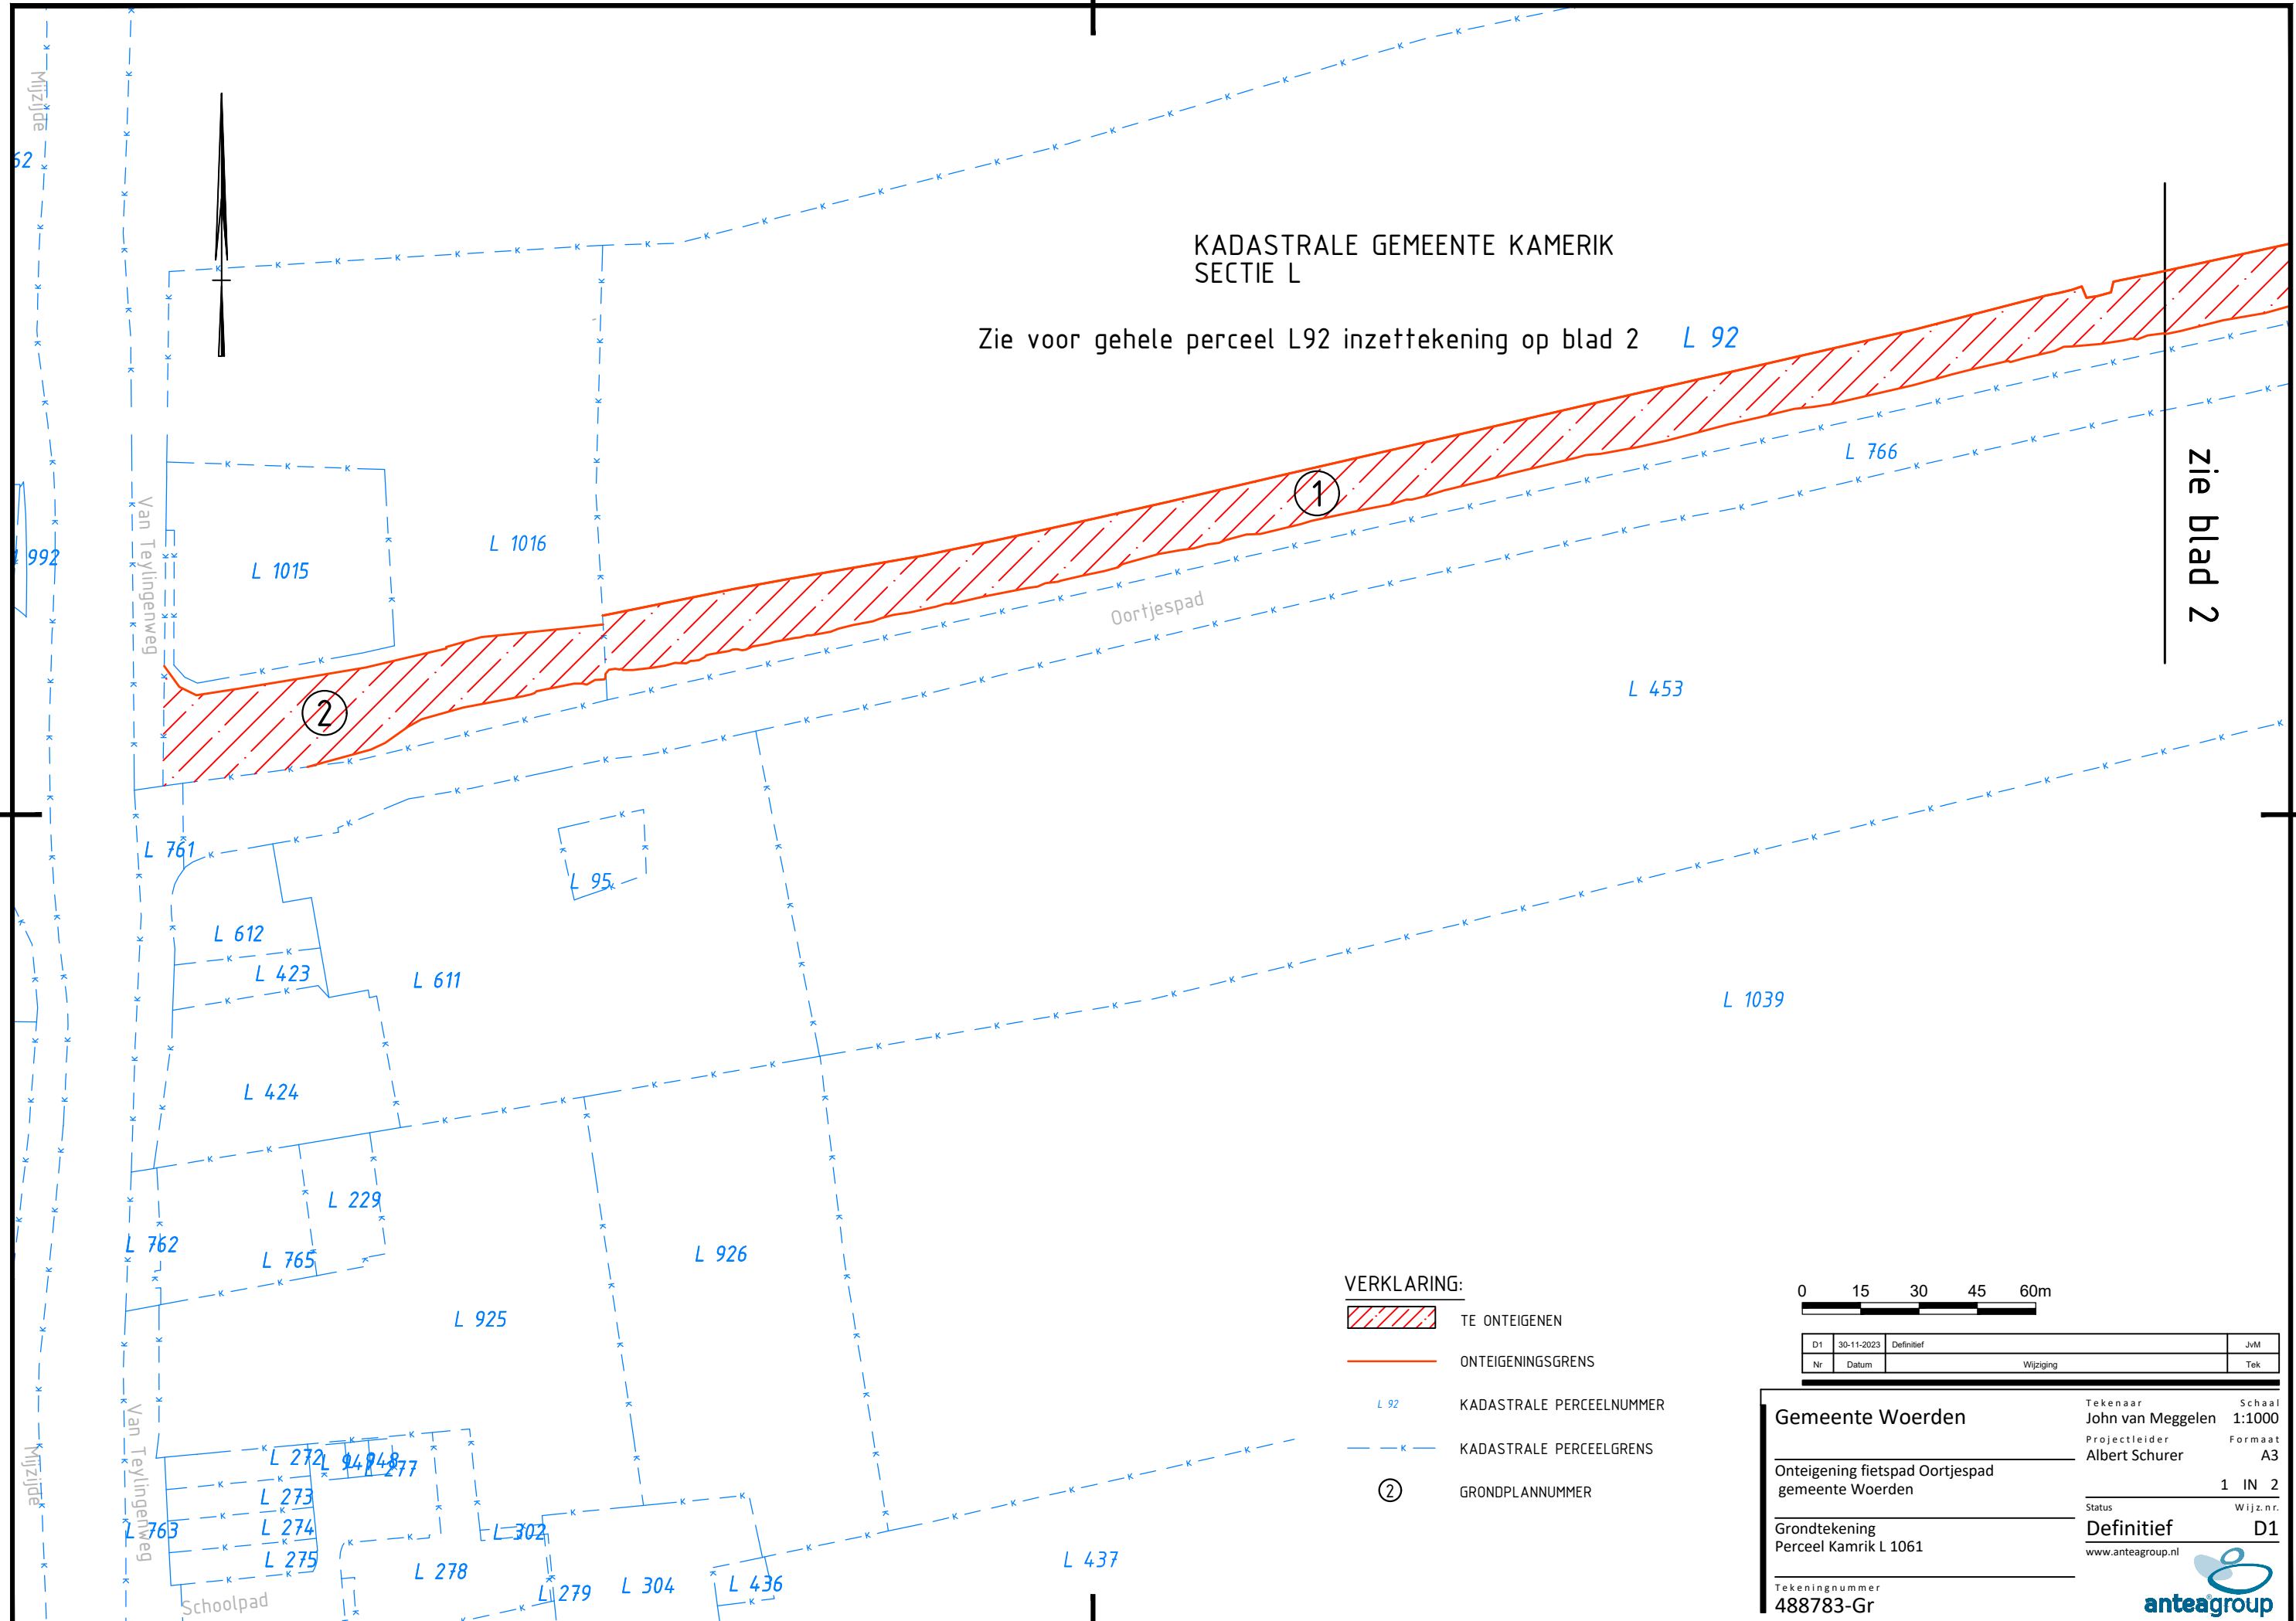 Mijzijde
62
KADASTRALE GEMEENTE KAMERIK
SECTIE L
Zie voor gehele perceel L92 inzettekening op blad 2
L 92
L 766
zie blad 2
Van Teylingenweg
L 1016
L 1015
992
1
Oortjespad
2
L 453
L 761
L 95
L 612
L 423
L 611
L 1039
L 424
L 229
L 762
L 765
L 926
L 925
Van Teylingenweg
Mijzijde
L 272
L 948
L 277
L 273
L 274
L 763
L 275
L 302
L 278
L 279
L 304
L 436
L 437
Schoolpad
VERKLARING:
TE ONTEIGENEN
ONTEIGENINGSGRENS
L 92 KADASTRALE PERCEELNUMMER
K KADASTRALE PERCEELGRENS
2 GRONDPLANNUMMER
0 15 30 45 60m
D1 30-11-2023 Definitief JvM
Nr Datum Wijziging Tek
Gemeente Woerden
Onteigening fietspad Oortjespad
gemeente Woerden
Grondtekening
Perceel Kamrik L 1061
Tekeningnummer
488783-Gr
Tekenaar Schaal
John van Meggelen 1:1000
Projectleider Formaat
Albert Schurer A3
1 IN 2
Status Wijz.nr.
Definitief D1
www.anteagroup.nl
anteagroup